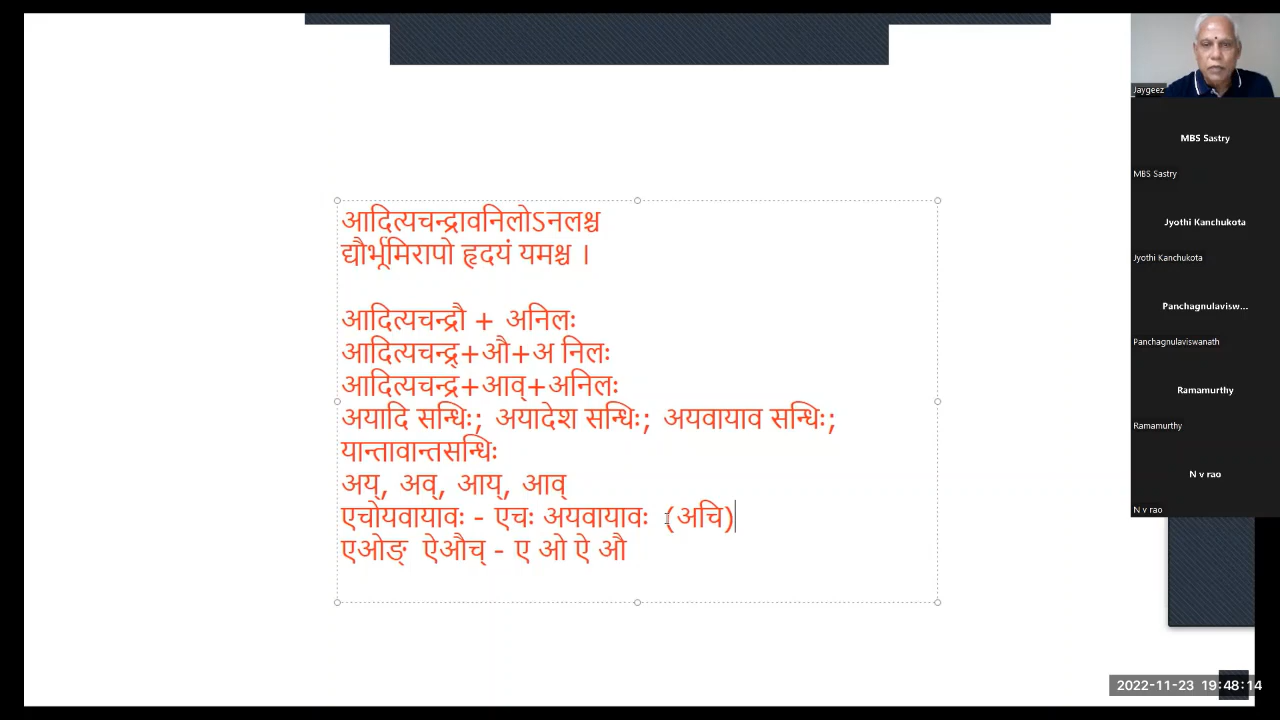 आदित्यचन्द्रावनिलोऽनलश्च
द्यौर्भूमिरापो हृदयं यमश्च ।
आदित्यचन्द्रौ + अनिलः
आदित्यचन्द्र्+औ+अ निलः
आदित्यचन्द्र+आव्+अनिलः
अयादि सन्धिः; अयादेश सन्धिः; अयवायाव सन्धिः;
यान्तावान्तसन्धिः
अय्, अव्, आय्, आव्
एचोयवायावः - एचः अयवायावः (अचि)
एओङ् ऐऔच् - ए ओ ऐ औ
Jaygeez
MBS Sastry
MBS Sastry
Jyothi Kanchukota
Jyothi Kanchukota
Panchagnulavisw...
Panchagnulaviswanath
Ramamurthy
Ramamurthy
N v rao
N v rao
2022-11-23 19:48:14